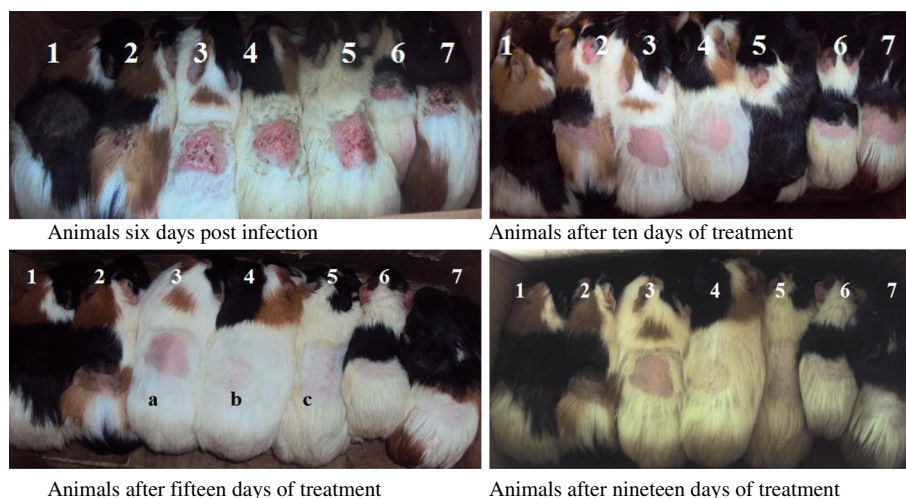 1 2 3 4 5 6 7
1 2 3 4 5 6 7
Animals six days post infection
Animals after ten days of treatment
1 2 3 4 5 6 7
a b c
1 2 3 4 5 6 7
Animals after fifteen days of treatment
Animals after nineteen days of treatment